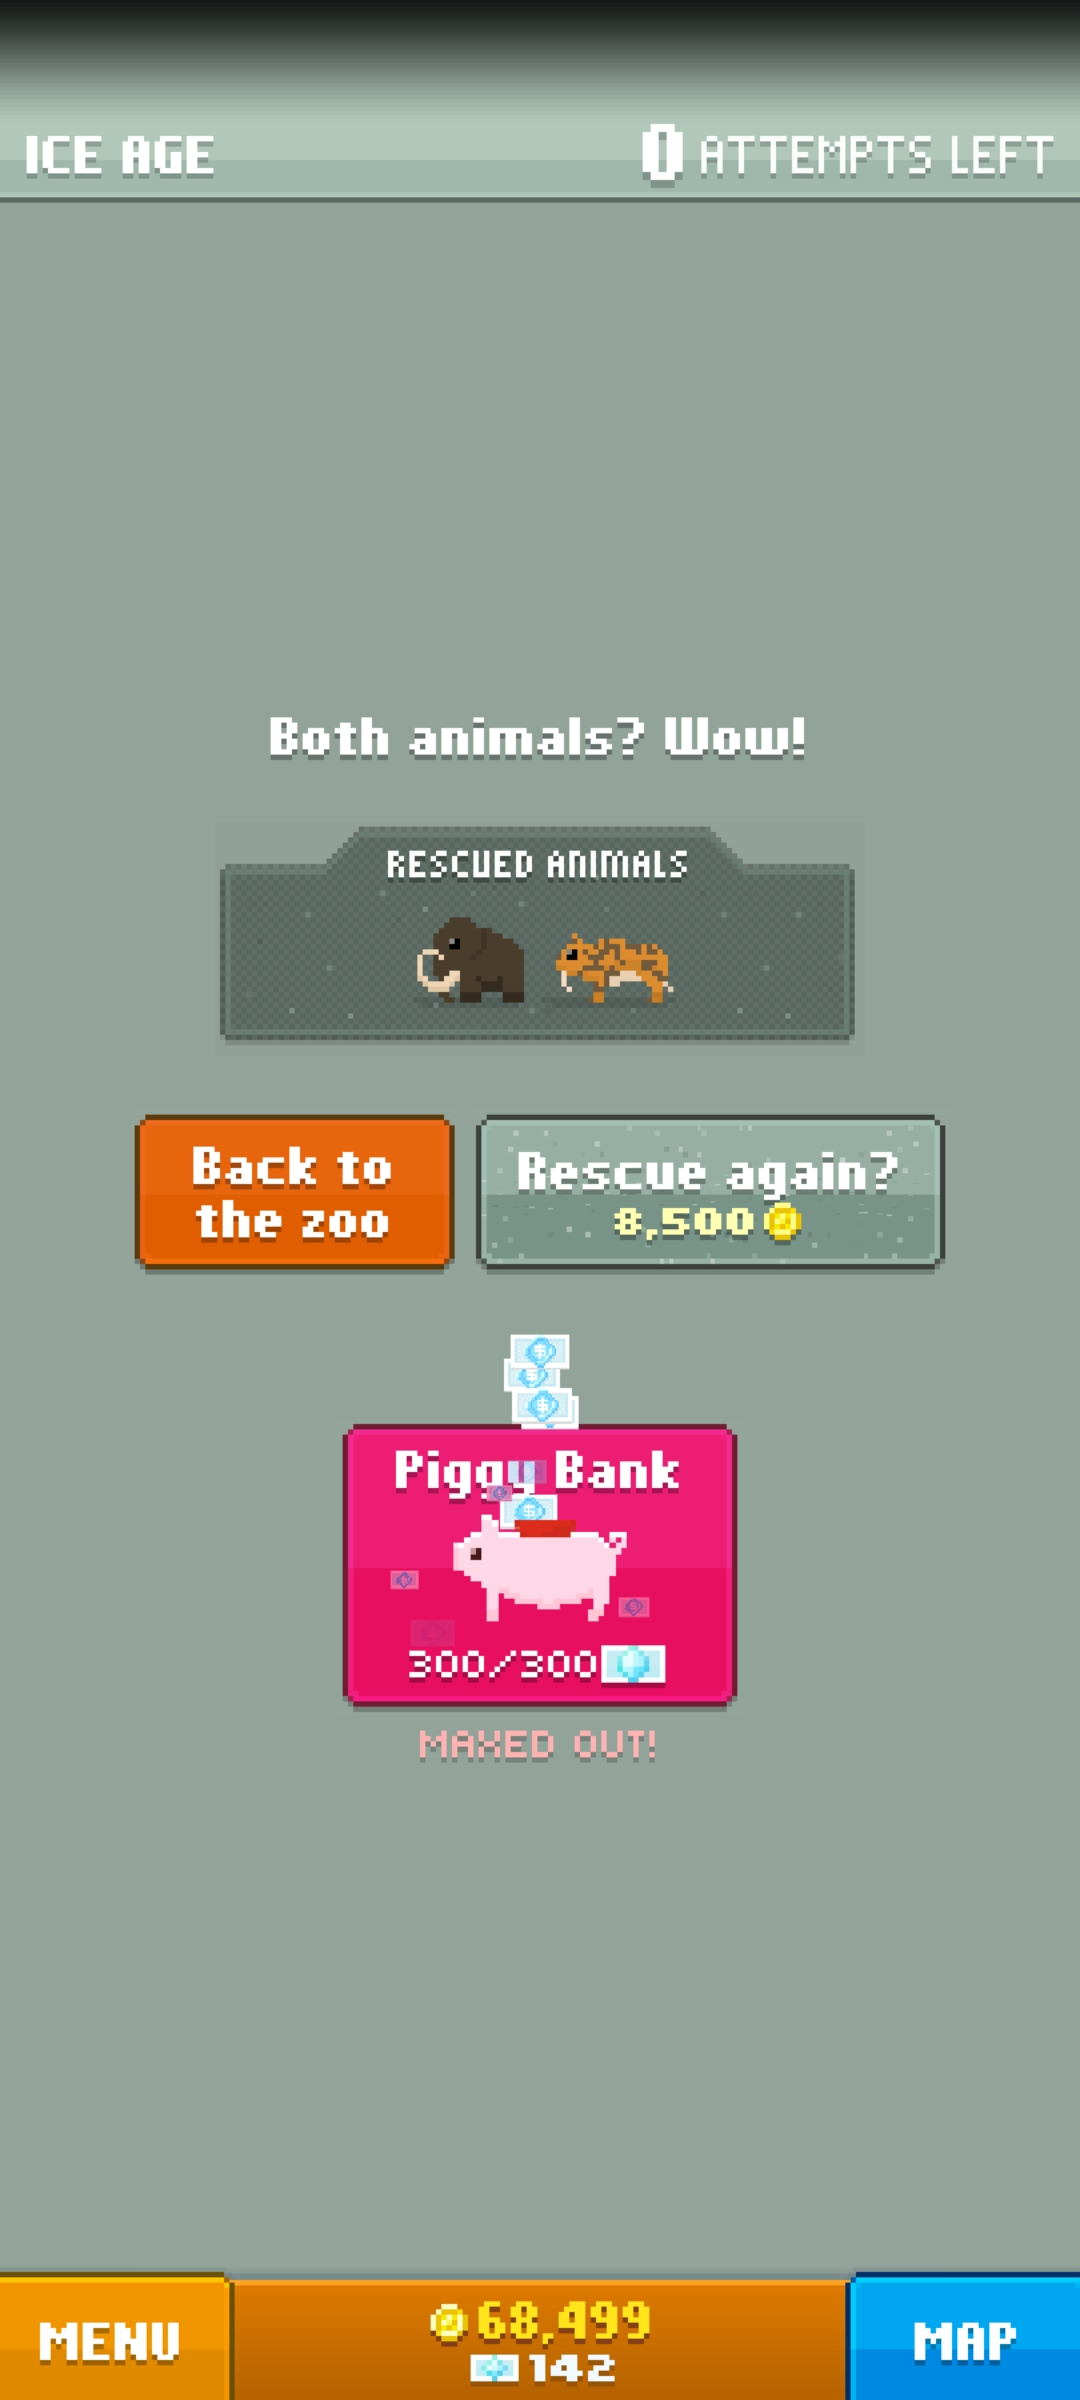 ICE AGE
0 ATTEMPTS LEFT
Both animals? Wow!
RESCUED ANIMALS
Back to
the zoo
Rescue again?
8,500
Piggy Bank
300/300
MAXED OUT!
MENU
68,499
142
MAP